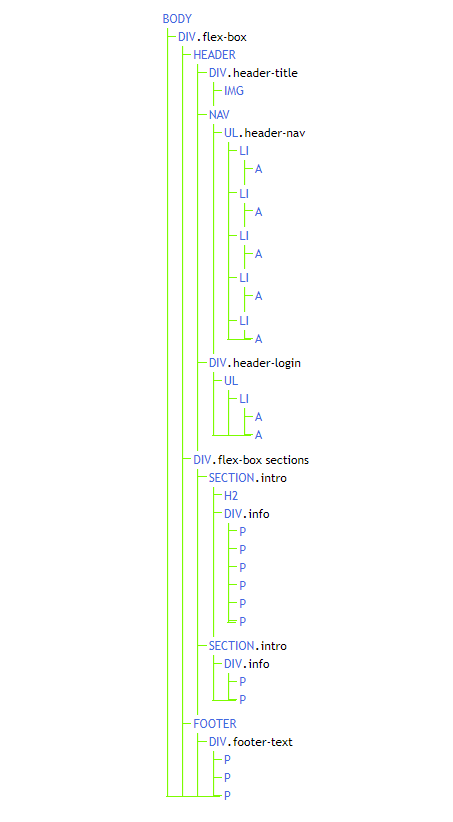 BODY
DIV.flex-box
HEADER
DIV.header-title
IMG
NAV
UL.header-nav
LI
A
LI
A
LI
A
LI
A
LI
A
DIV.header-login
UL
LI
A
A
DIV.flex-box sections
SECTION.intro
H2
DIV.info
P
P
P
P
P
P
SECTION.intro
DIV.info
P
P
FOOTER
DIV.footer-text
P
P
P